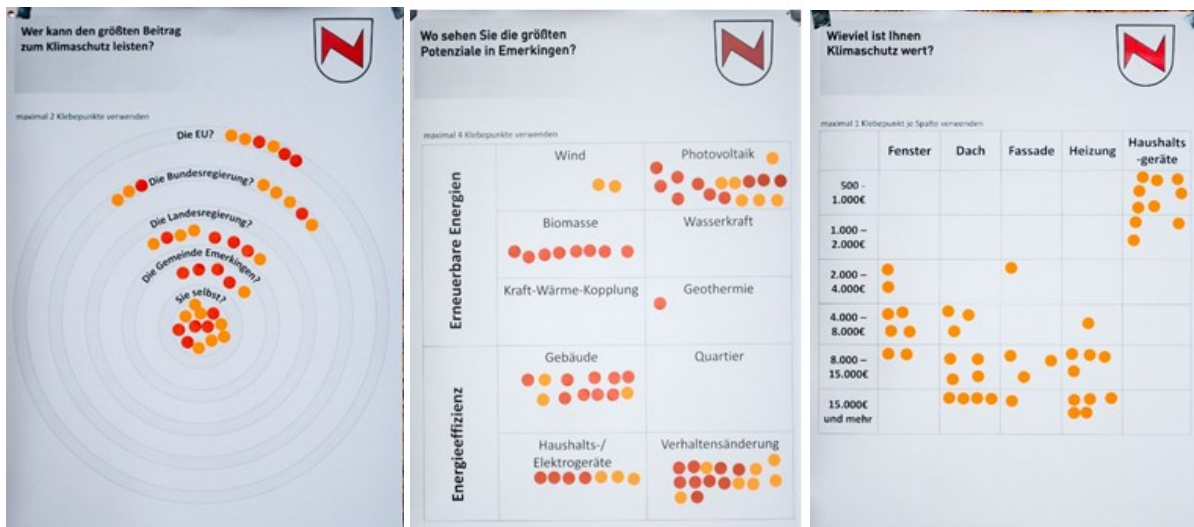 Wer kann den größten Beitrag
zum Klimaschutz leisten?
maximal 2 Klebepunkte verwenden
Die EU?
Die Bundesregierung?
Die Landesregierung?
Die Gemeinde Emerkingen?
Sie selbst?
Wo sehen Sie die größten
Potenziale in Emerkingen?
maximal 4 Klebepunkte verwenden
Erneuerbare Energien
Wind
Photovoltaik
Biomasse
Wasserkraft
Kraft-Wärme-Kopplung
Geothermie
Energieeffizienz
Gebäude
Quartier
Haushalts-/
Elektrogeräte
Verhaltensänderung
Wieviel ist Ihnen
Klimaschutz wert?
maximal 1 Klebepunkt je Spalte verwenden
Fenster
Dach
Fassade
Heizung
Haushalts
-geräte
500 -
1.000€
1.000 –
2.000€
2.000 –
4.000€
4.000 –
8.000€
8.000 –
15.000€
15.000€
und mehr